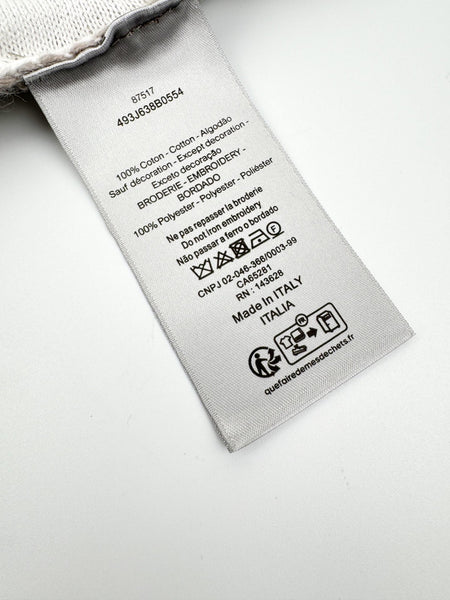 87517
493J638B0554
100% Coton - Cotton - Algodão
Sauf décoration - Except decoration -
Exceto decoração
BRODERIE - EMBROIDERY -
BORDADO
100% Polyester - Polyester - Poliéster
Ne pas repasser la broderie
Do not Iron embroidery
Não passar a ferro o bordado
F
CNPJ 02-046-366/0003-99
CA65281
RN : 143626
Made In ITALY
ITALIA
FR
quefairedemesdechets.fr